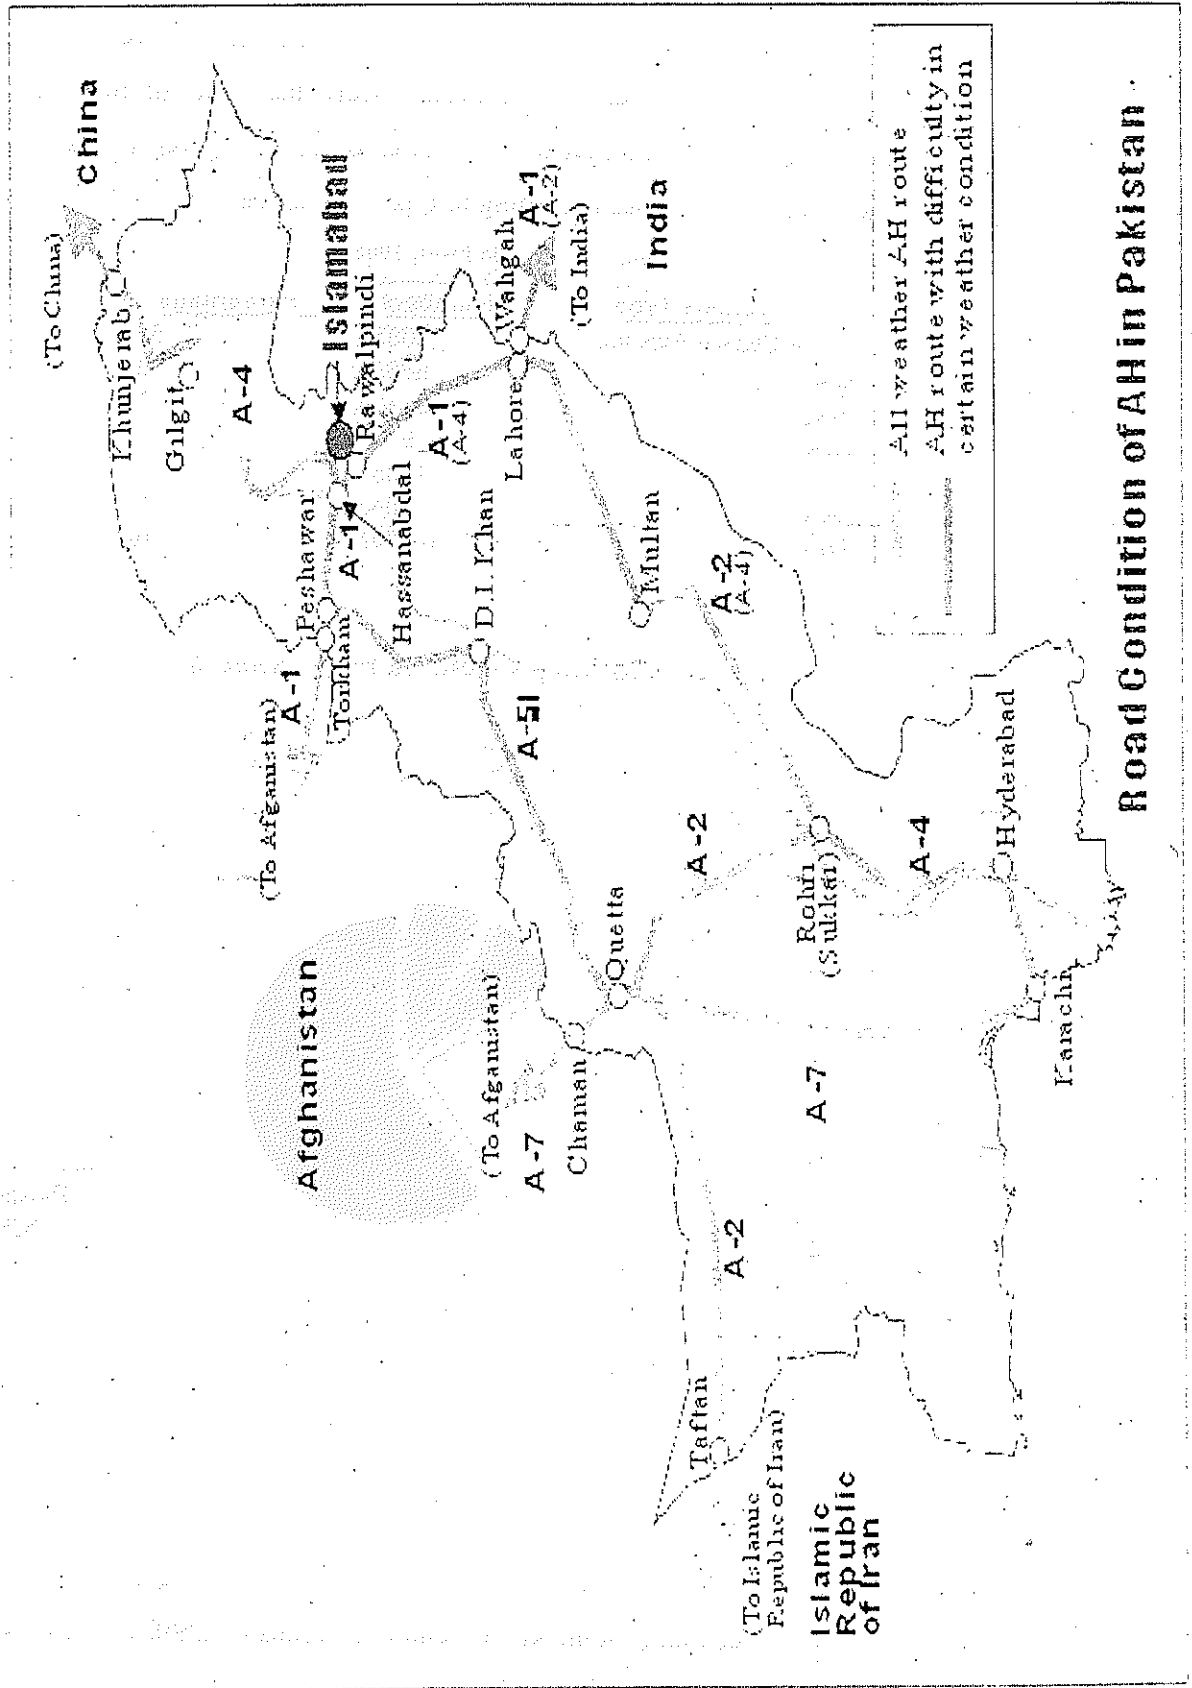 China
(To China)
Khunjerab
Gilgit
A-4
Islamabad
Rawalpindi
Peshawar
A-1
Hassanabdal
A-1
(A-4)
Lahore
Wahgah
A-1
(A-2)
(To India)
India
(To Afganistan)
A-1
Torkham
D.I.Khan
Multan
A-2
(A-4)
A-51
Afghanistan
(To Afganistan)
A-7
Chaman
Quetta
A-2
Rohri
(Sukkar)
A-4
Hyderabad
Karachi
A-7
A-2
Taftan
(To Islamic
Republic of Iran)
Islamic
Republic
of Iran
All weather AH route
AH route with difficulty in
certain weather condition
Road Condition of AH in Pakistan